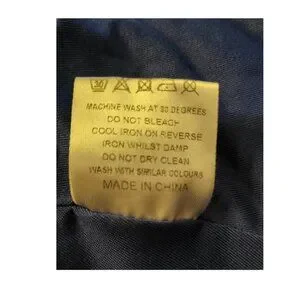 30
MACHINE WASH AT 30 DEGREES
DO NOT BLEACH
COOL IRON ON REVERSE
IRON WHILST DAMP
DO NOT DRY CLEAN
WASH WITH SIMILAR COLOURS
MADE IN CHINA